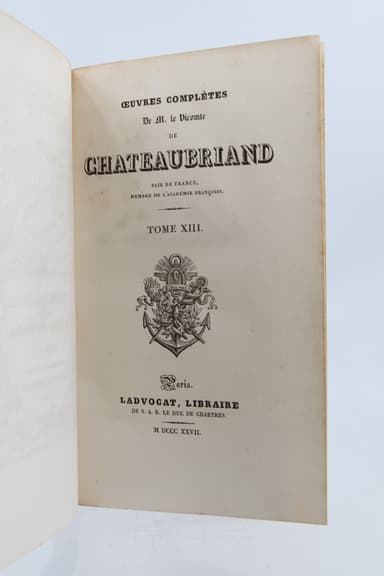 ŒUVRES COMPLÈTES
De M. le Vicomte
DE
CHATEAUBRIAND
PAIR DE FRANCE,
MEMBRE DE L'ACADÉMIE FRANÇOISE.
TOME XIII.
Paris.
LADVOCAT, LIBRAIRE
DE S. A. R. LE DUC DE CHARTRES.
M DCCC XXVII.